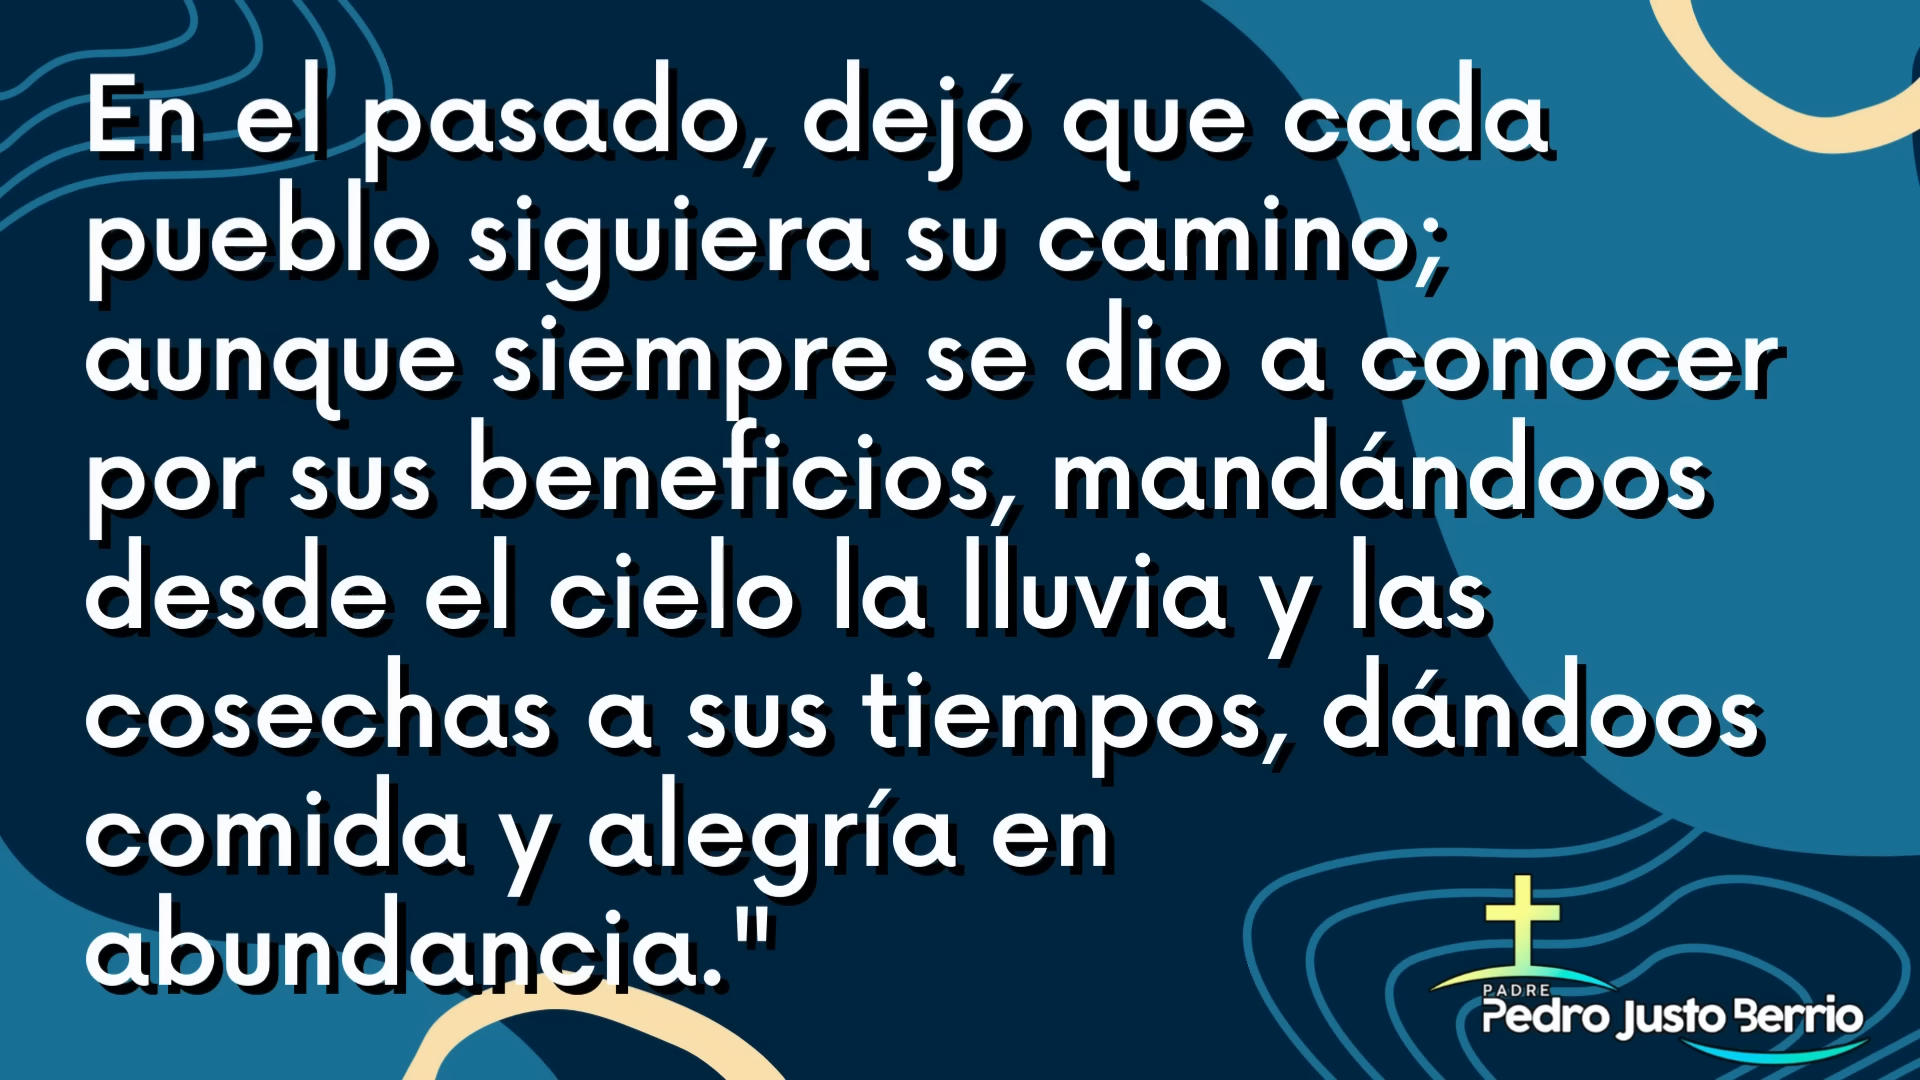 En el pasado, dejó que cada
pueblo siguiera su camino;
aunque siempre se dio a conocer
por sus beneficios, mandándoos
desde el cielo la lluvia y las
cosechas a sus tiempos, dándoos
comida y alegría en
abundancia."
PADRE
Pedro Justo Berrio